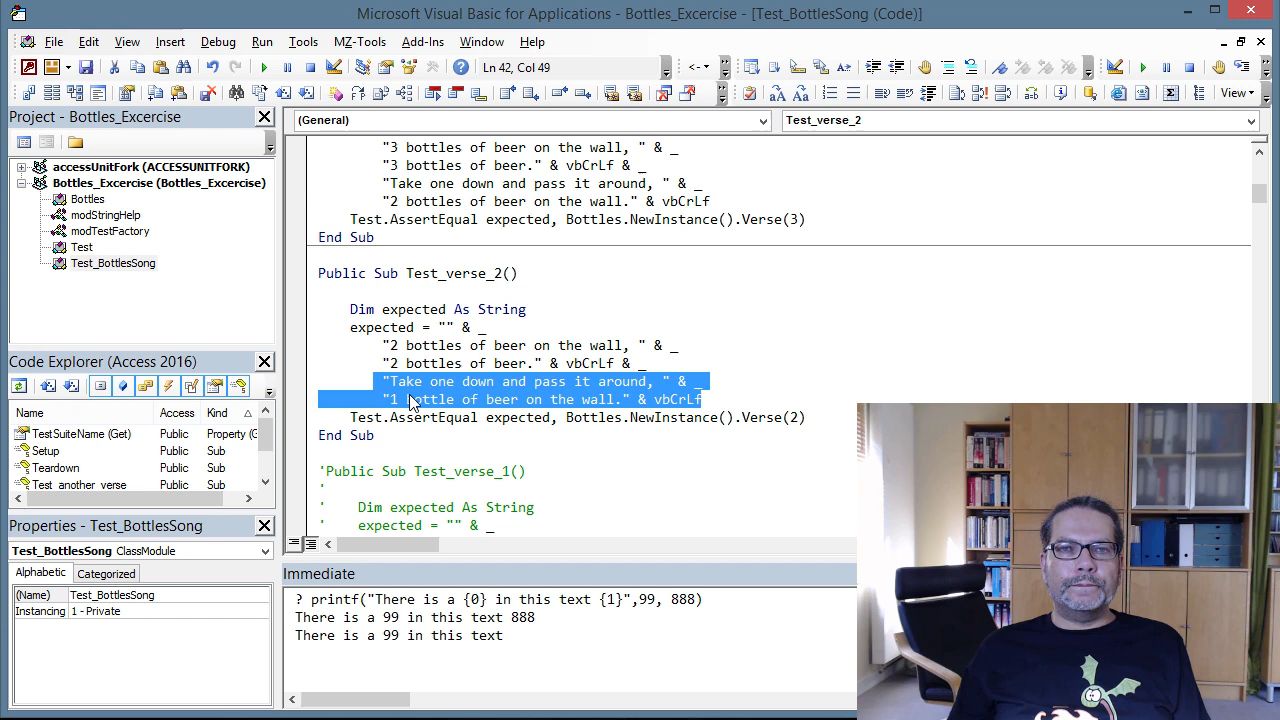 Microsoft Visual Basic for Applications - Bottles_Excercise - [Test_BottlesSong (Code)]
File Edit View Insert Format Debug Run Tools MZ-Tools Add-Ins Window Help
Ln 42, Col 49
View
Project - Bottles_Excercise
accessUnitFork (ACCESSUNITFORK)
Bottles_Excercise (Bottles_Excercise)
Bottles
modStringHelp
modTestFactory
Test
Test_BottlesSong
Code Explorer (Access 2016)
Name Access Kind
TestSuiteName (Get) Public Property (G
Setup Public Sub
Teardown Public Sub
Test_another_verse Public Sub
Properties - Test_BottlesSong
Test_BottlesSong ClassModule
Alphabetic Categorized
(Name) Test_BottlesSong
Instancing 1 - Private
(General) Test_verse_2
"3 bottles of beer on the wall, " & _
"3 bottles of beer." & vbCrLf & _
"Take one down and pass it around, " & _
"2 bottles of beer on the wall." & vbCrLf
Test.AssertEqual expected, Bottles.NewInstance().Verse(3)
End Sub
Public Sub Test_verse_2()
Dim expected As String
expected = "" & _
"2 bottles of beer on the wall, " & _
"2 bottles of beer." & vbCrLf & _
"Take one down and pass it around, " & _
"1 bottle of beer on the wall." & vbCrLf
Test.AssertEqual expected, Bottles.NewInstance().Verse(2)
End Sub
'Public Sub Test_verse_1()
'
' Dim expected As String
' expected = "" & _
Immediate
? printf("There is a {0} in this text {1}",99, 888)
There is a 99 in this text 888
There is a 99 in this text